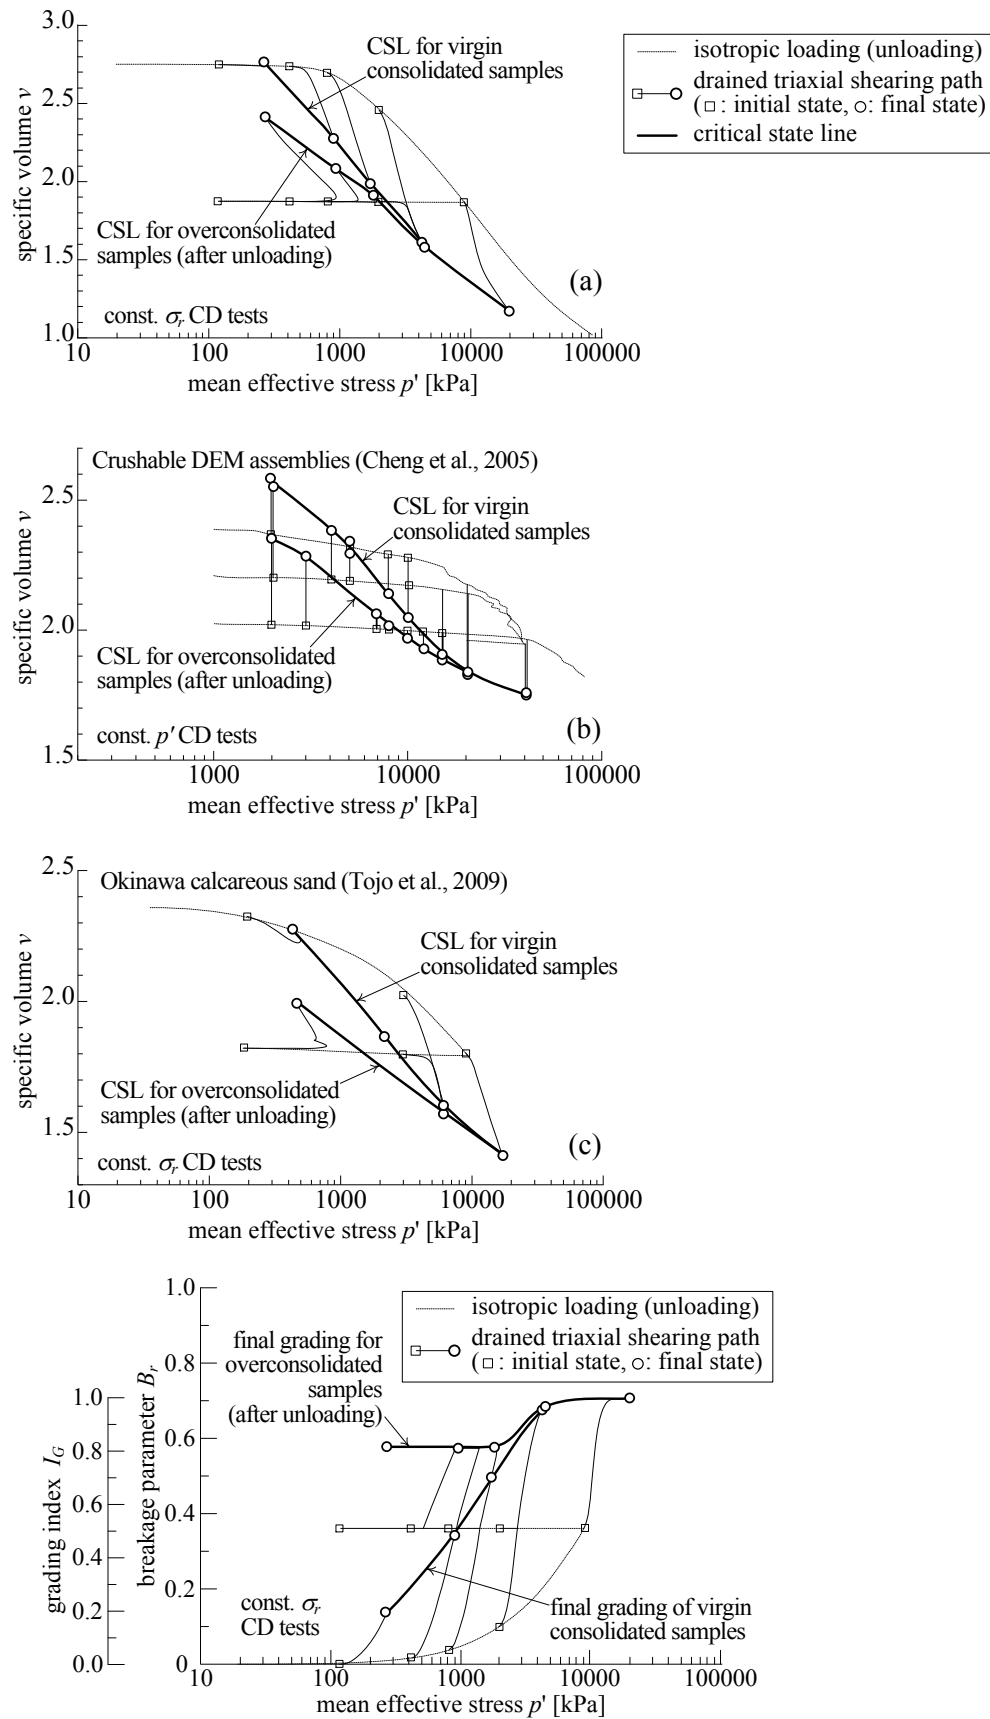 3.0
2.5
2.0
1.5
1.0
specific volume v
CSL for virgin
consolidated samples
CSL for overconsolidated
samples (after unloading)
const. σr CD tests
(a)
10
100
1000
10000
100000
mean effective stress p' [kPa]
isotropic loading (unloading)
drained triaxial shearing path
(□: initial state, ○: final state)
critical state line
Crushable DEM assemblies (Cheng et al., 2005)
2.5
2.0
1.5
specific volume v
CSL for virgin
consolidated samples
CSL for overconsolidated
samples (after unloading)
const. p' CD tests
(b)
1000
10000
100000
mean effective stress p' [kPa]
2.5
2.0
1.5
specific volume v
Okinawa calcareous sand (Tojo et al., 2009)
CSL for virgin
consolidated samples
CSL for overconsolidated
samples (after unloading)
const. σr CD tests
(c)
10
100
1000
10000
100000
mean effective stress p' [kPa]
isotropic loading (unloading)
drained triaxial shearing path
(□: initial state, ○: final state)
final grading for
overconsolidated
samples
(after unloading)
1.0
0.8
0.6
0.4
0.2
0
breakage parameter Br
1.0
0.8
0.6
0.4
0.2
0.0
grading index IG
const. σr
CD tests
final grading of virgin
consolidated samples
10
100
1000
10000
100000
mean effective stress p' [kPa]